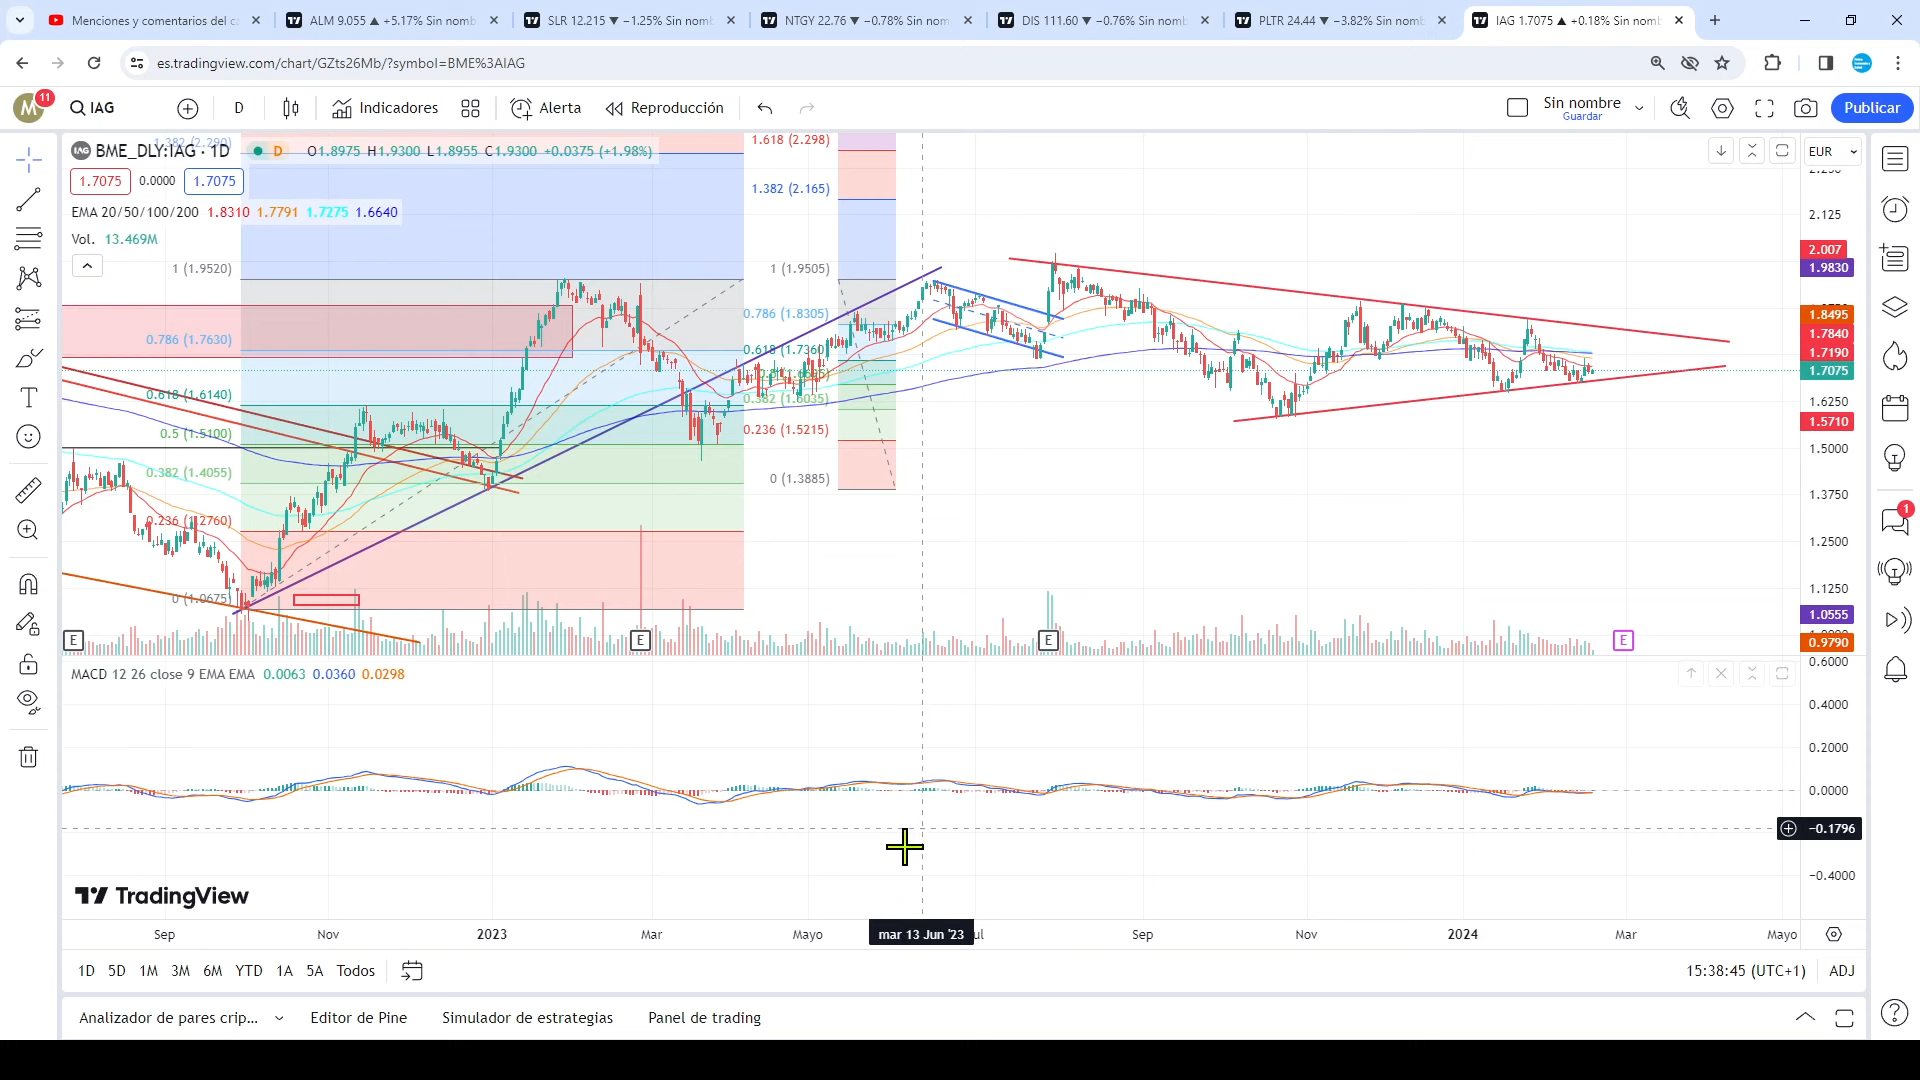 Menciones y comentarios del ca
ALM 9.055 ▲ +5.17% Sin nomb
SLR 12.215 ▼ −1.25% Sin nomb
NTGY 22.76 ▼ −0.78% Sin nom
DIS 111.60 ▼ −0.76% Sin nomb
PLTR 24.44 ▼ −3.82% Sin nomb
IAG 1.7075 ▲ +0.18% Sin nomb
es.tradingview.com/chart/GZts26Mb/?symbol=BME%3AIAG
M 11
IAG
D
Indicadores
Alerta
Reproducción
Sin nombre
Guardar
Publicar
BME_DLY:IAG · 1D
D
O1.8975 H1.9300 L1.8955 C1.9300 +0.0375 (+1.98%)
1.7075 0.0000 1.7075
EMA 20/50/100/200 1.8310 1.7791 1.7275 1.6640
Vol. 13.469M
1.382 (2.290)
1 (1.9520)
0.786 (1.7630)
0.618 (1.6140)
0.5 (1.5100)
0.382 (1.4055)
0.236 (1.2760)
0 (1.0675)
1.618 (2.298)
1.382 (2.165)
1 (1.9505)
0.786 (1.8305)
0.618 (1.7360)
0.382 (1.6035)
0.236 (1.5215)
0 (1.3885)
E
E
E
E
EUR
2.125
2.007
1.9830
1.8495
1.7840
1.7190
1.7075
1.6250
1.5710
1.5000
1.3750
1.2500
1.1250
1.0555
0.9790
MACD 12 26 close 9 EMA EMA 0.0063 0.0360 0.0298
0.6000
0.4000
0.2000
0.0000
−0.1796
−0.4000
TradingView
Sep
Nov
2023
Mar
Mayo
mar 13 Jun '23
ul
Sep
Nov
2024
Mar
Mayo
1D 5D 1M 3M 6M YTD 1A 5A Todos
15:38:45 (UTC+1) ADJ
Analizador de pares crip...
Editor de Pine
Simulador de estrategias
Panel de trading
1